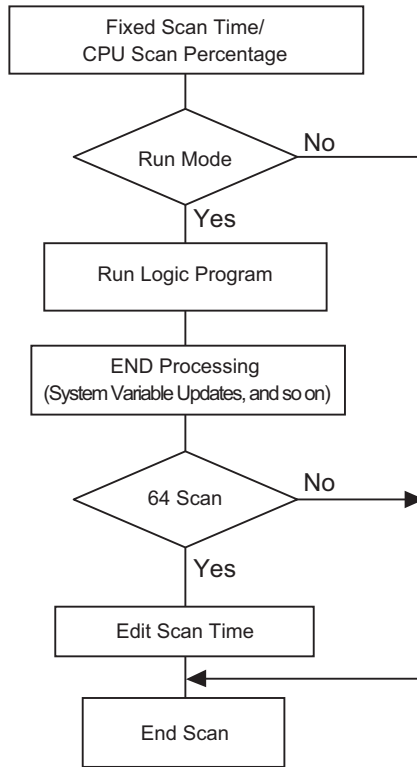 Fixed Scan Time/
CPU Scan Percentage
Run Mode
No
Yes
Run Logic Program
END Processing
(System Variable Updates, and so on)
64 Scan
No
Yes
Edit Scan Time
End Scan